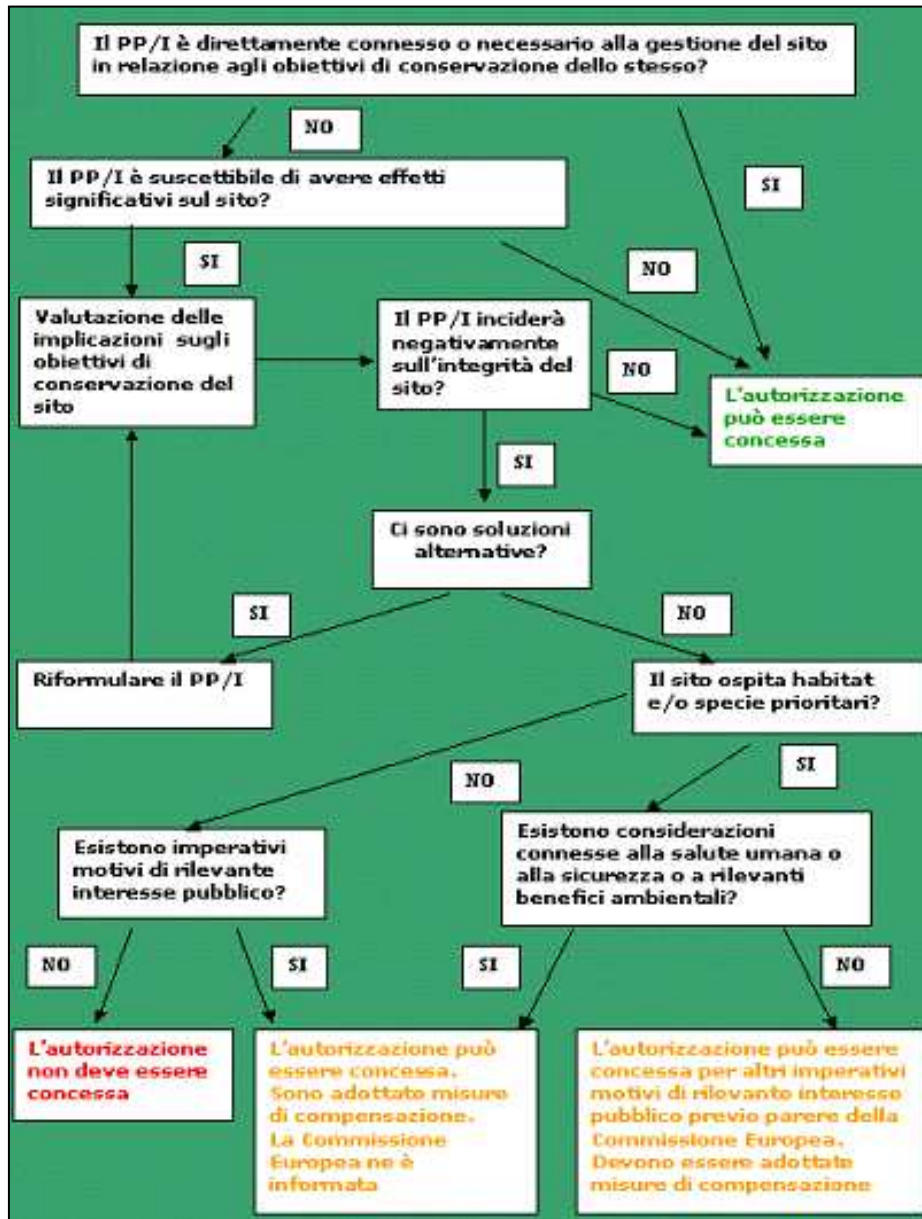 Il PP/I è direttamente connesso o necessario alla gestione del sito
in relazione agli obiettivi di conservazione dello stesso?
NO
Il PP/I è suscettibile di avere effetti
significativi sul sito?
SI
SI
NO
Valutazione delle
implicazioni sugli
obiettivi di
conservazione del
sito
Il PP/I inciderà
negativamente
sull'integrità del
sito?
NO
L'autorizzazione
può essere
concessa
SI
Ci sono soluzioni
alternative?
SI
NO
Riformulare il PP/I
Il sito ospita habitat
e/o specie prioritari?
NO
SI
Esistono imperativi
motivi di rilevante
interesse pubblico?
Esistono considerazioni
connesse alla salute umana o
alla sicurezza o a rilevanti
benefici ambientali?
NO
SI
SI
NO
L'autorizzazione
non deve essere
concessa
L'autorizzazione può
essere concessa.
Sono adottate misure
di compensazione.
La Commissione
Europea ne è
informata
L'autorizzazione può essere
concessa per altri imperativi
motivi di rilevante interesse
pubblico previo parere della
Commissione Europea.
Devono essere adottate
misure di compensazione